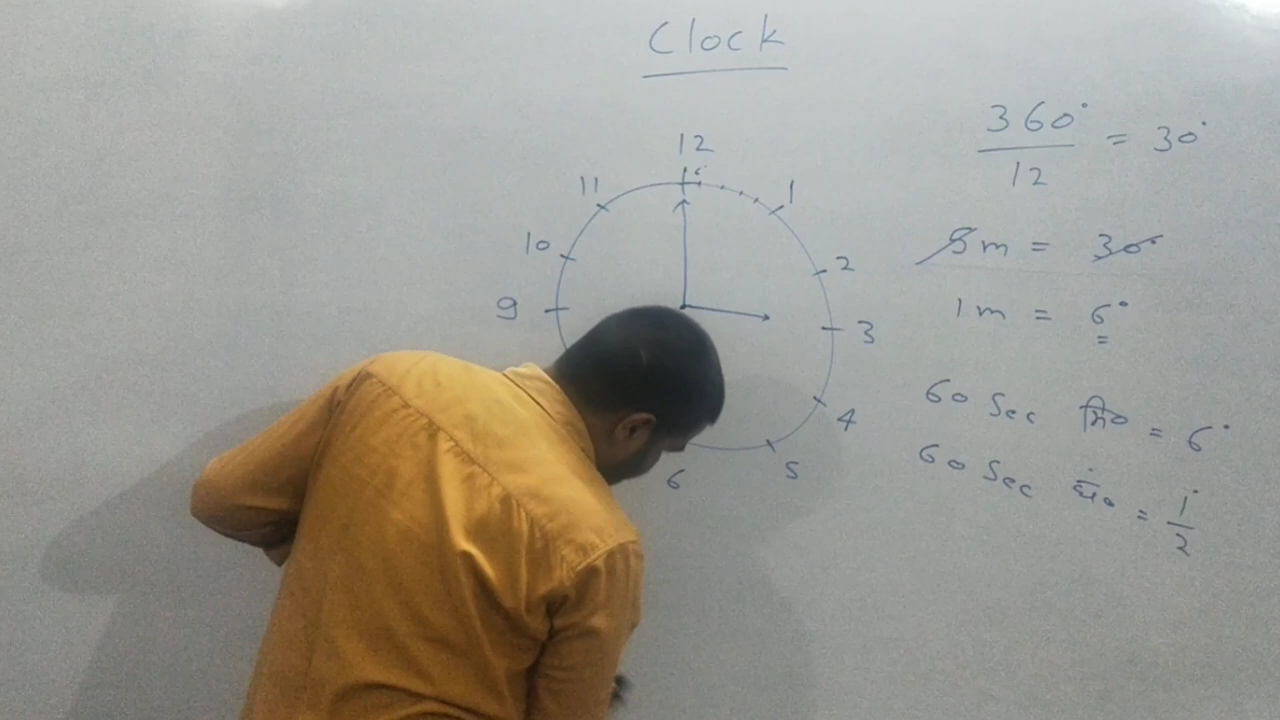 Clock
12
11
1
10
2
9
3
4
5
6
360° / 12 = 30°
5m = 30°
1m = 6°
60 Sec मि० = 6°
60 Sec घं० = 1° / 2